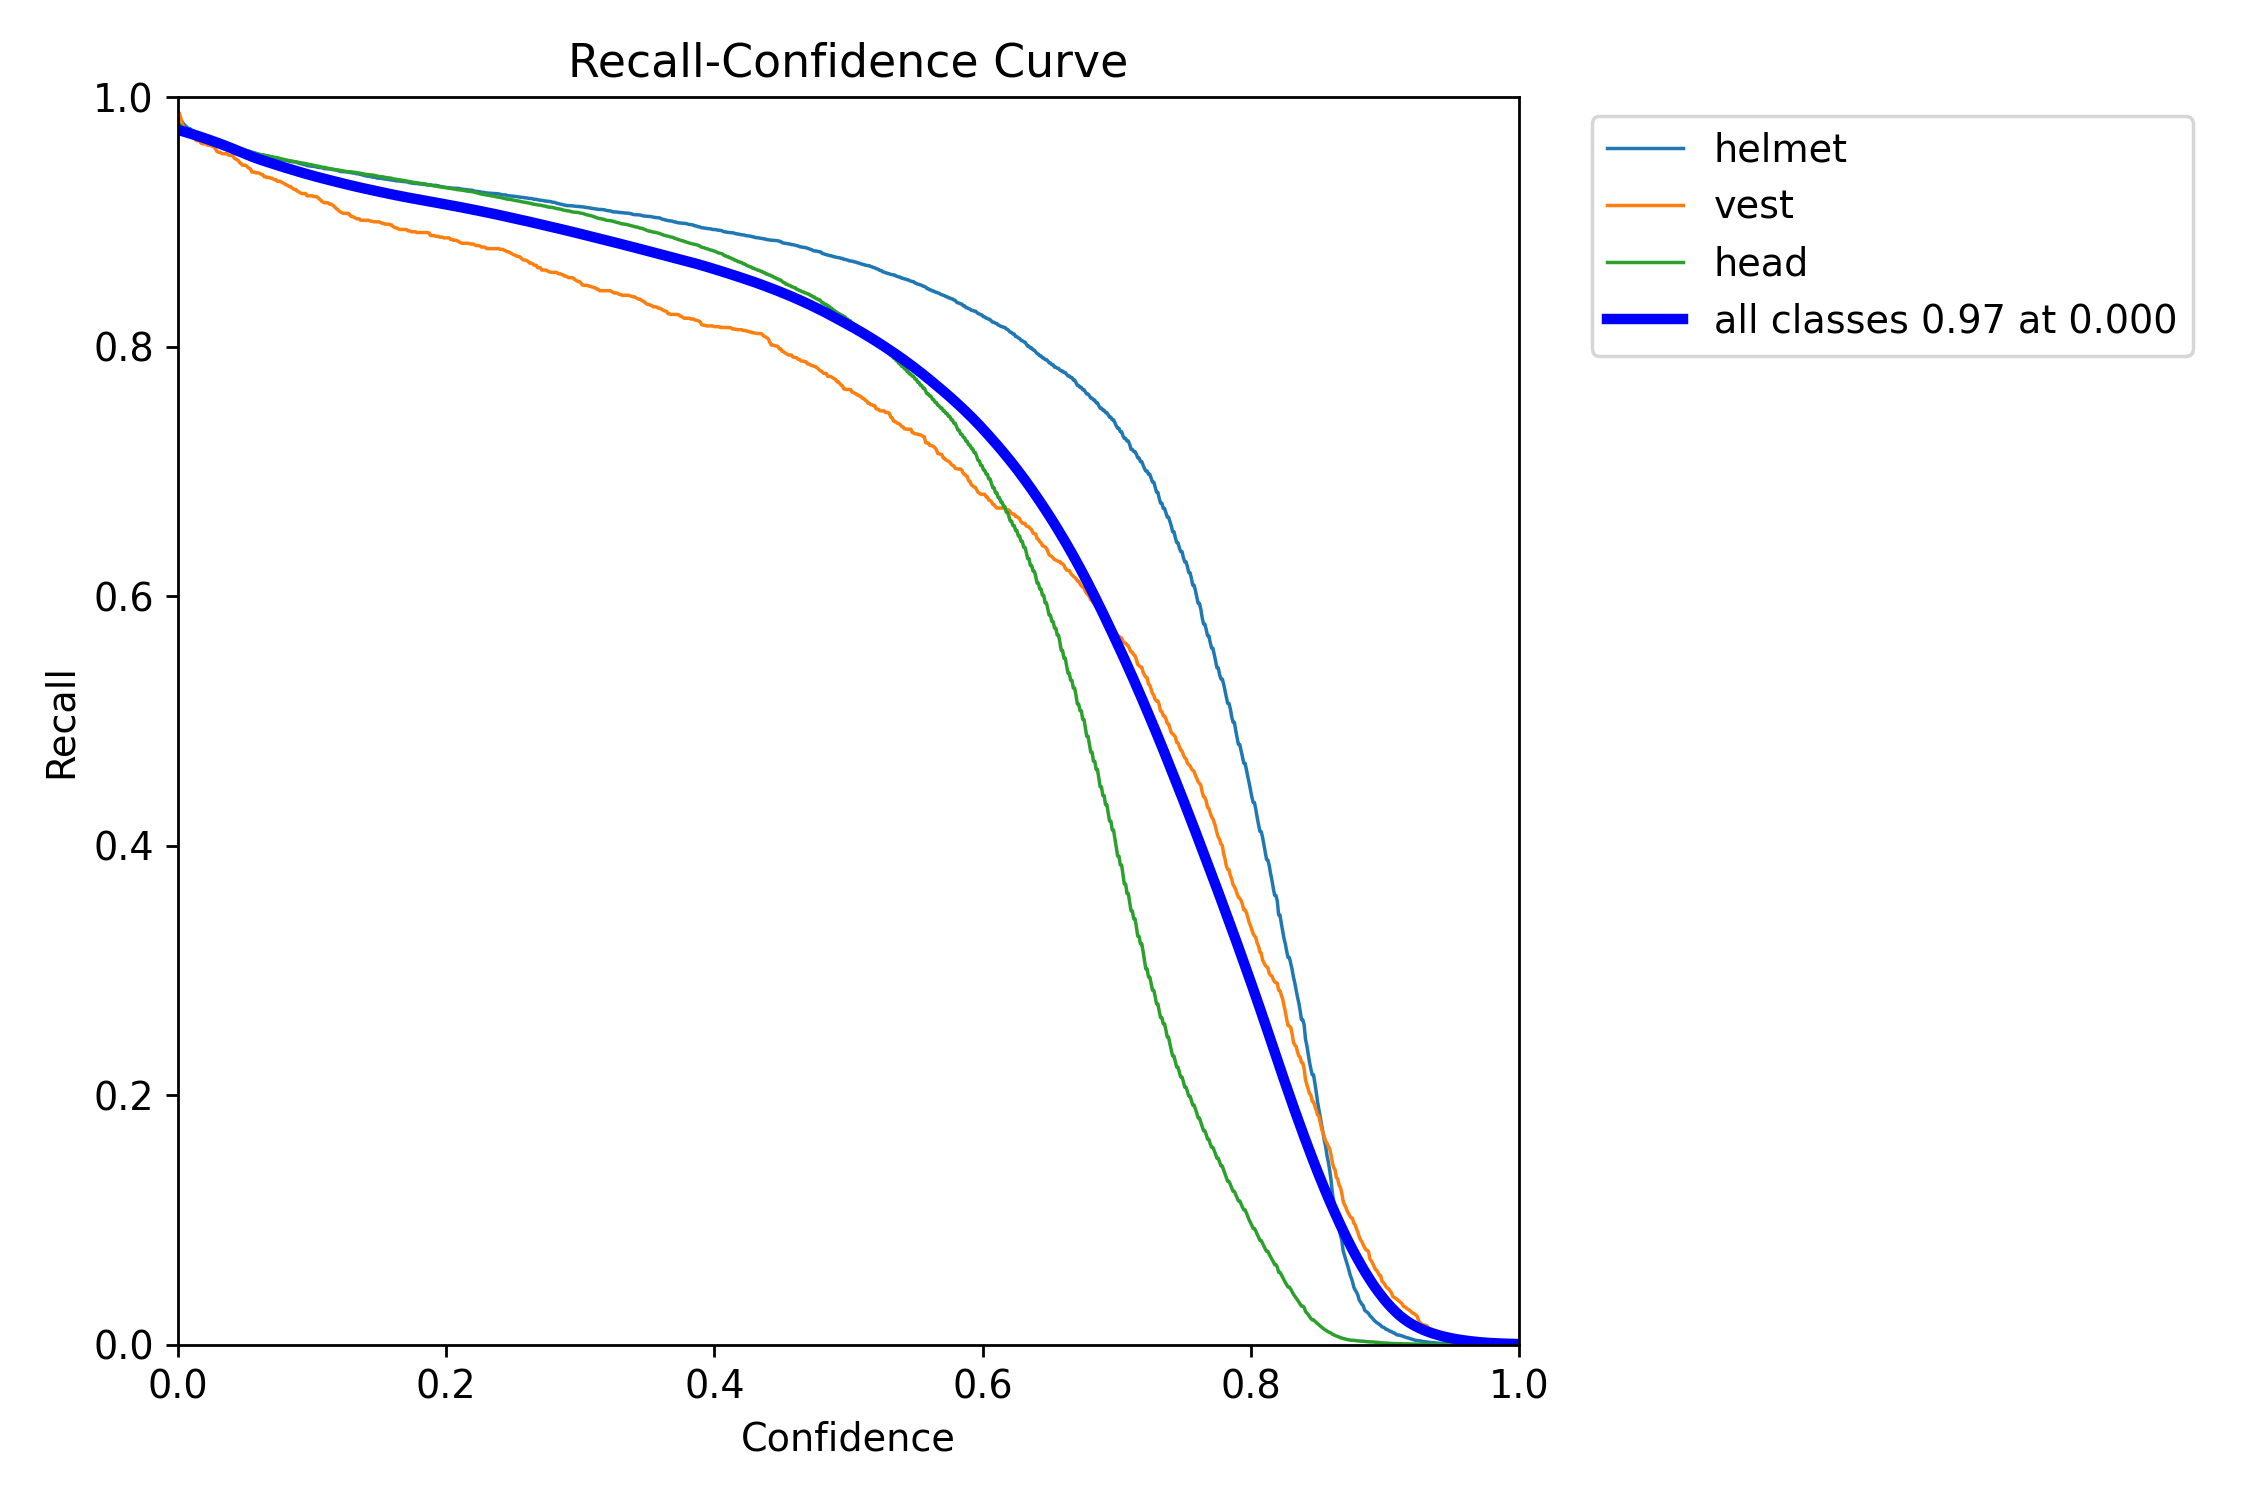 Recall-Confidence Curve
1.0
0.8
0.6
0.4
0.2
0.0
Recall
0.0 0.2 0.4 0.6 0.8 1.0
Confidence
helmet
vest
head
all classes 0.97 at 0.000